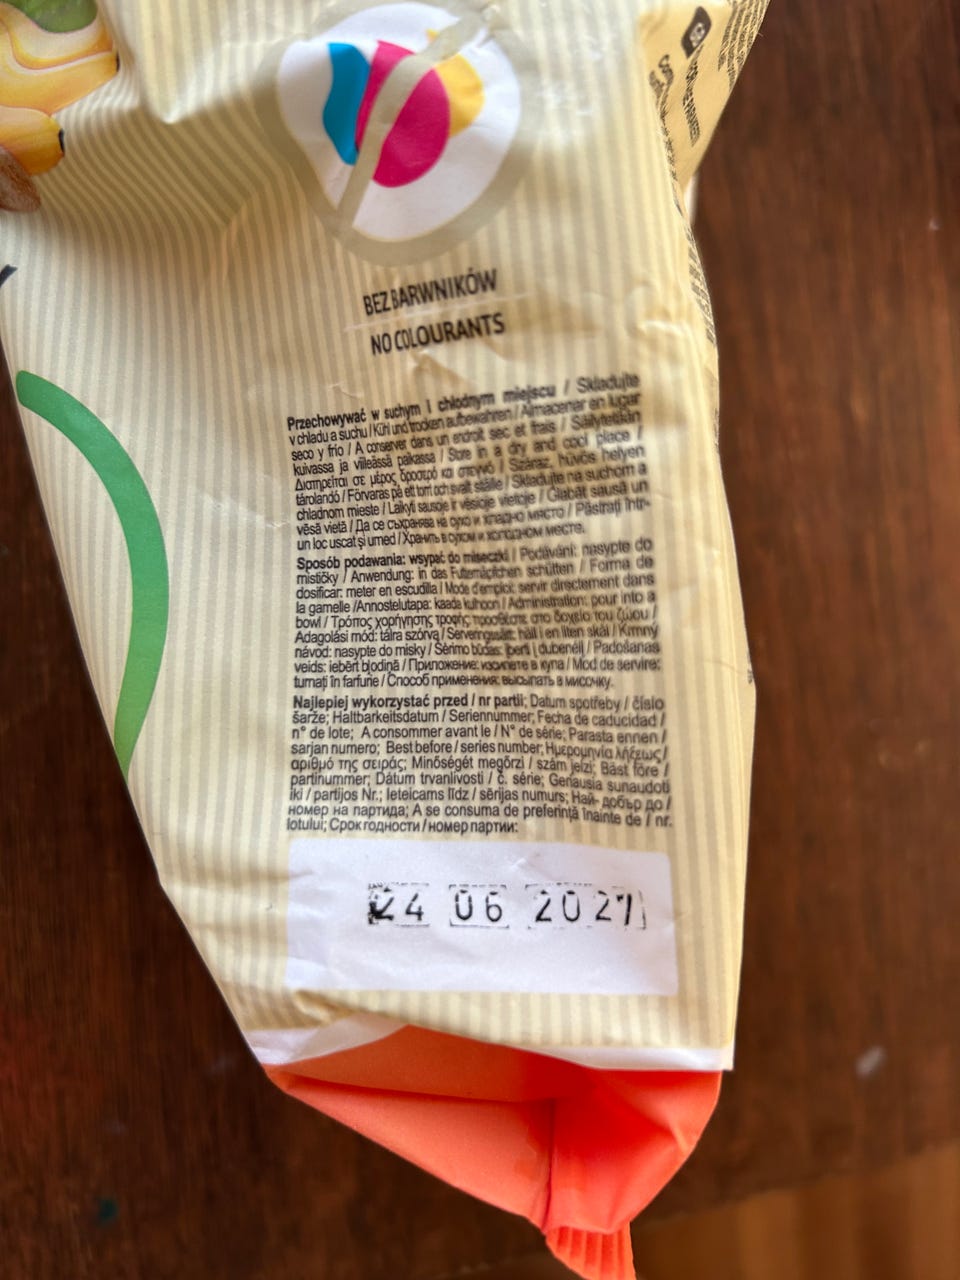 BEZ BARWNIKÓW
NO COLOURANTS
Przechowywać w suchym i chłodnym miejscu / Skladujte
v chladu a suchu / Kühl und trocken aufbewahren / Almacenar en lugar
seco y frío / A conserver dans un endroit sec et frais / Säilytetään
kuivassa ja viileässä paikassa / Store in a dry and cool place /
Διατηρείται σε μέρος δροσερό και στεγνό / Száraz, hűvös helyen
tárolandó / Förvaras på ett torrt och svalt ställe / Skladujte na suchom a
chladnom mieste / Laikyti sausoje ir vėsioje vietoje / Glabāt sausā un
vēsā vietā / Да се съхранява на сухо и хладно място / Păstrați într-
un loc uscat și umed / Хранить в сухом и холодном месте.
Sposób podawania: wsypać do miseczki / Podávání: nasypte do
mističky / Anwendung: in das Futternäpfchen schütten / Forma de
dosificar: meter en escudilla / Mode d'emploi: servir directement dans
la gamelle /Annostelutapa: kaada kuhoon / Administration: pour into a
bowl / Τρόπος χορήγησης τροφής: προσθέστε στο δοχείο του ζώου /
Adagolási mód: tálra szórva / Serveringssätt: häll i en liten skål / Kŕmny
návod: nasypte do misky / Šėrimo būdas: įberti į dubenėlį / Padošanas
veids: iebērt bļodiņā / Приложение: изсипете в купа / Mod de servire:
turnați în farfurie / Способ применения: высыпать в мисочку.
Najlepiej wykorzystać przed / nr partii; Datum spotřeby / číslo
šarže; Haltbarkeitsdatum / Seriennummer; Fecha de caducidad /
n° de lote; A consommer avant le / N° de série; Parasta ennen /
sarjan numero; Best before / series number; Ημερομηνία λήξεως /
αριθμό της σειράς; Minőségét megőrzi / szám jelzi; Bäst före /
partinummer; Dátum trvanlivosti / č. série; Geriausia sunaudoti
iki / partijos Nr.; Ieteicams līdz / sērijas numurs; Най- добър до /
номер на партида; A se consuma de preferință înainte de / nr.
lotului; Срок годности / номер партии:
24 06 2027